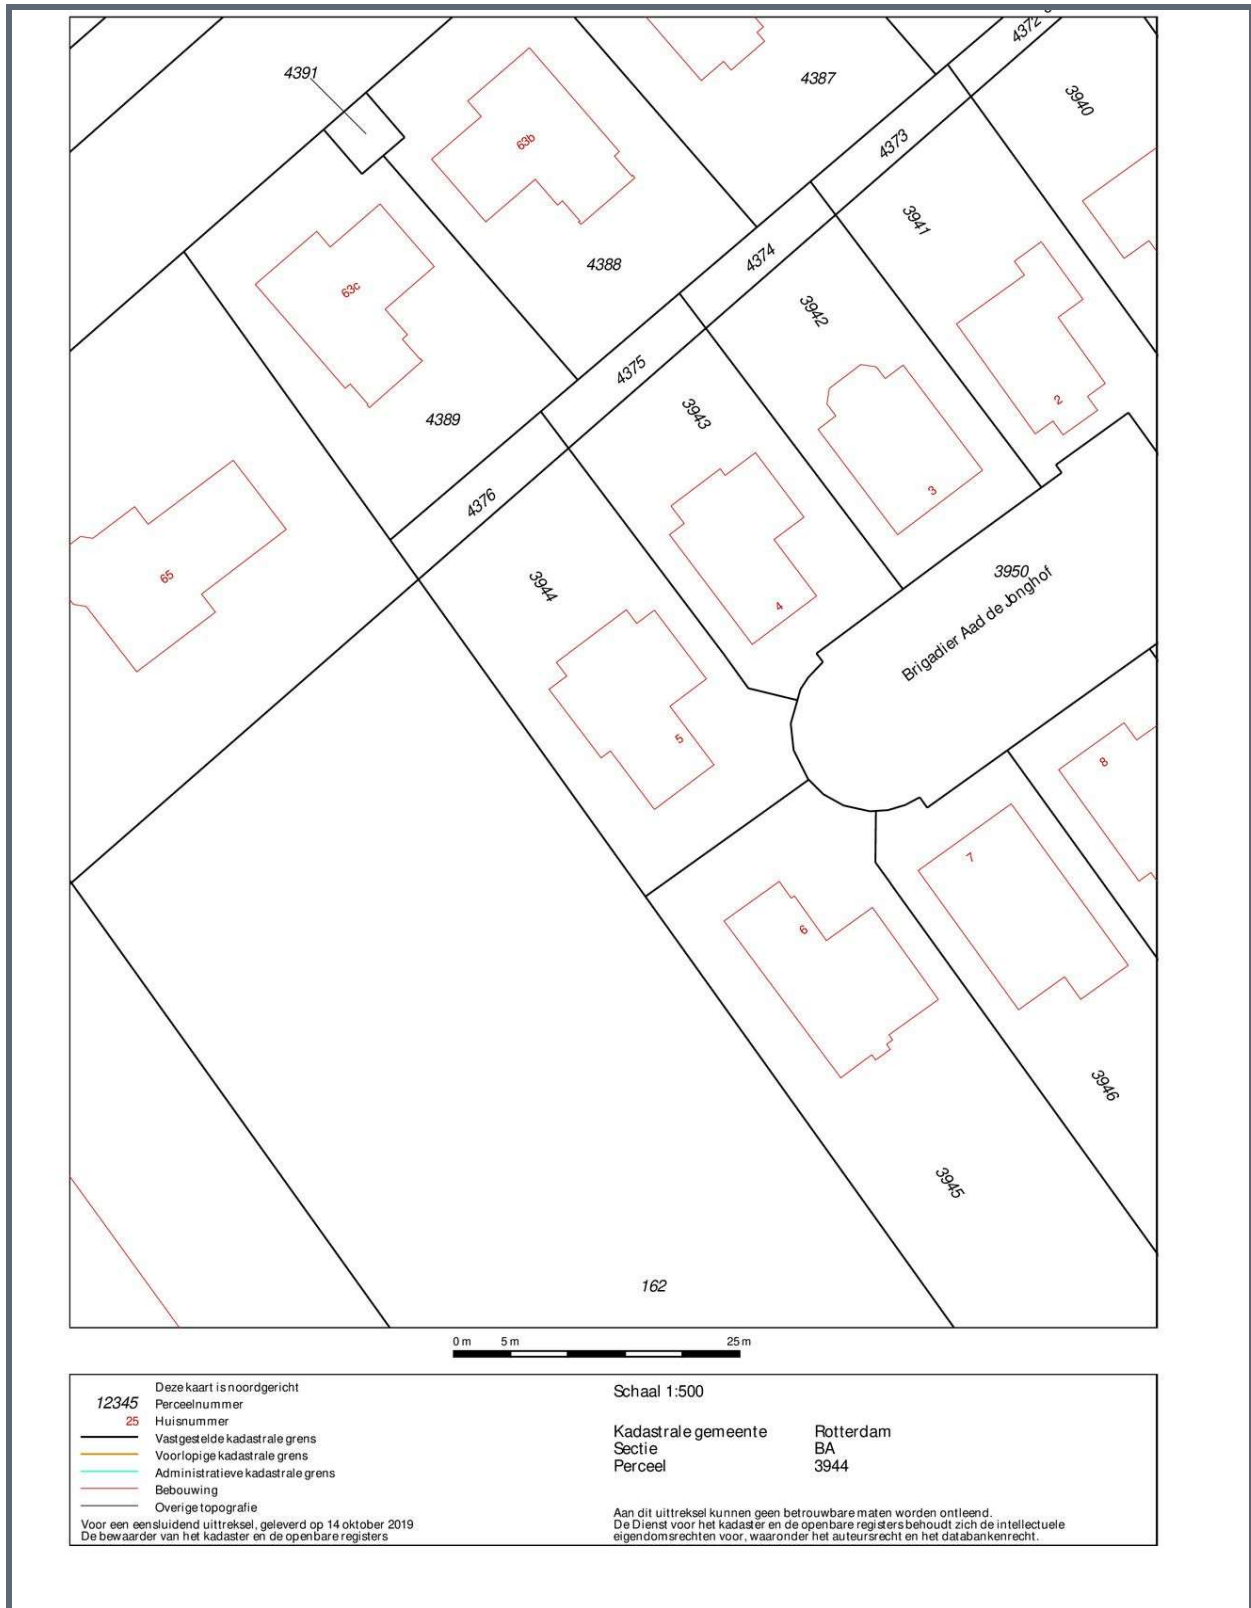 4372
4391
4387
3940
63b
4373
3941
4388
4374
63c
3942
4375
4389
3943
2
3
4376
65
3944
3950
Brigadier Aad de Jonghof
4
5
8
7
6
3946
3945
162
0 m 5 m 25 m
Deze kaart is noordgericht
12345 Perceelnummer
25 Huisnummer
Vastgestelde kadastrale grens
Voorlopige kadastrale grens
Administratieve kadastrale grens
Bebouwing
Overige topografie
Voor een eensluidend uittreksel, geleverd op 14 oktober 2019
De bewaarder van het kadaster en de openbare registers
Schaal 1:500
Kadastrale gemeente Rotterdam
Sectie BA
Perceel 3944
Aan dit uittreksel kunnen geen betrouwbare maten worden ontleend.
De Dienst voor het kadaster en de openbare registers behoudt zich de intellectuele
eigendomsrechten voor, waaronder het auteursrecht en het databankenrecht.